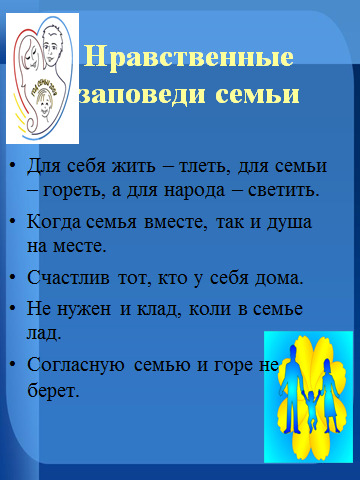 Нравственные
заповеди семьи
• Для себя жить – тлеть, для семьи
– гореть, а для народа – светить.
• Когда семья вместе, так и душа
на месте.
• Счастлив тот, кто у себя дома.
• Не нужен и клад, коли в семье
лад.
• Согласную семью и горе не
берет.